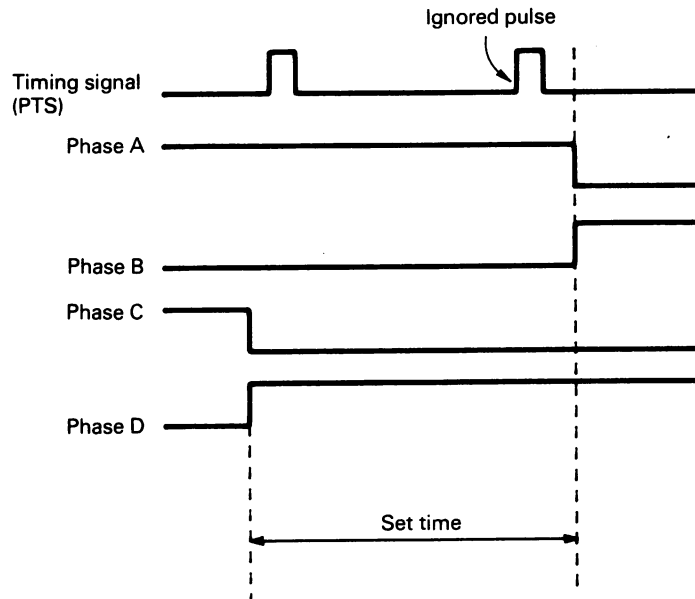 Ignored pulse
Timing signal
(PTS)
Phase A
Phase B
Phase C
Phase D
Set time